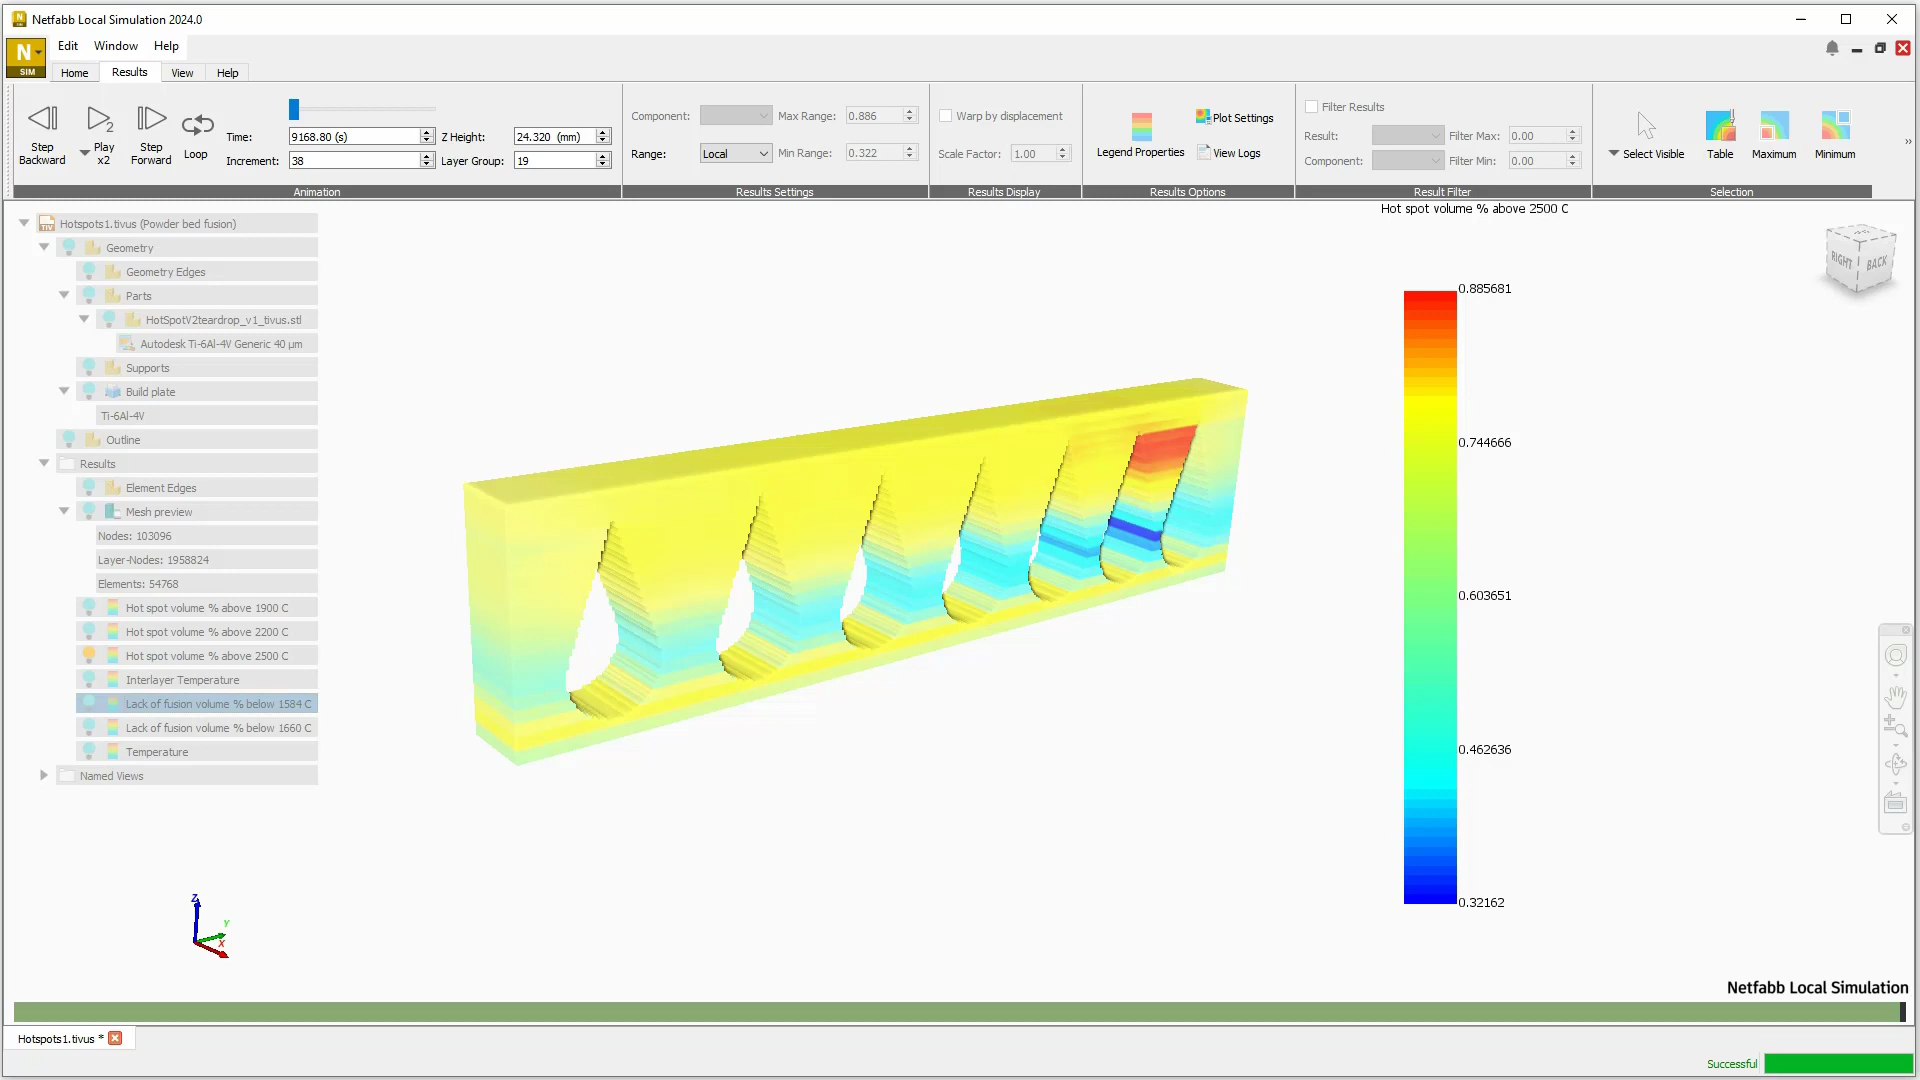 Netfabb Local Simulation 2024.0
N
SIM
Edit Window Help
Home Results View Help
Step Backward
2
Play x2
Step Forward
Loop
Time: 9168.80 (s) Z Height: 24.320 (mm)
Increment: 38 Layer Group: 19
Animation
Component: Max Range: 0.886
Range: Local Min Range: 0.322
Results Settings
Warp by displacement
Scale Factor: 1.00
Results Display
Legend Properties
Plot Settings
View Logs
Results Options
Filter Results
Result: Filter Max: 0.00
Component: Filter Min: 0.00
Result Filter
Select Visible Table Maximum Minimum
Selection
»
Hotspots1.tivus (Powder bed fusion)
Geometry
Geometry Edges
Parts
HotSpotV2teardrop_v1_tivus.stl
Autodesk Ti-6Al-4V Generic 40 µm
Supports
Build plate
Ti-6Al-4V
Outline
Results
Element Edges
Mesh preview
Nodes: 103096
Layer-Nodes: 1958824
Elements: 54768
Hot spot volume % above 1900 C
Hot spot volume % above 2200 C
Hot spot volume % above 2500 C
Interlayer Temperature
Lack of fusion volume % below 1584 C
Lack of fusion volume % below 1660 C
Temperature
Named Views
Hot spot volume % above 2500 C
0.885681
0.744666
0.603651
0.462636
0.32162
RIGHT BACK
Z
Y
X
Netfabb Local Simulation
Hotspots1.tivus *
Successful